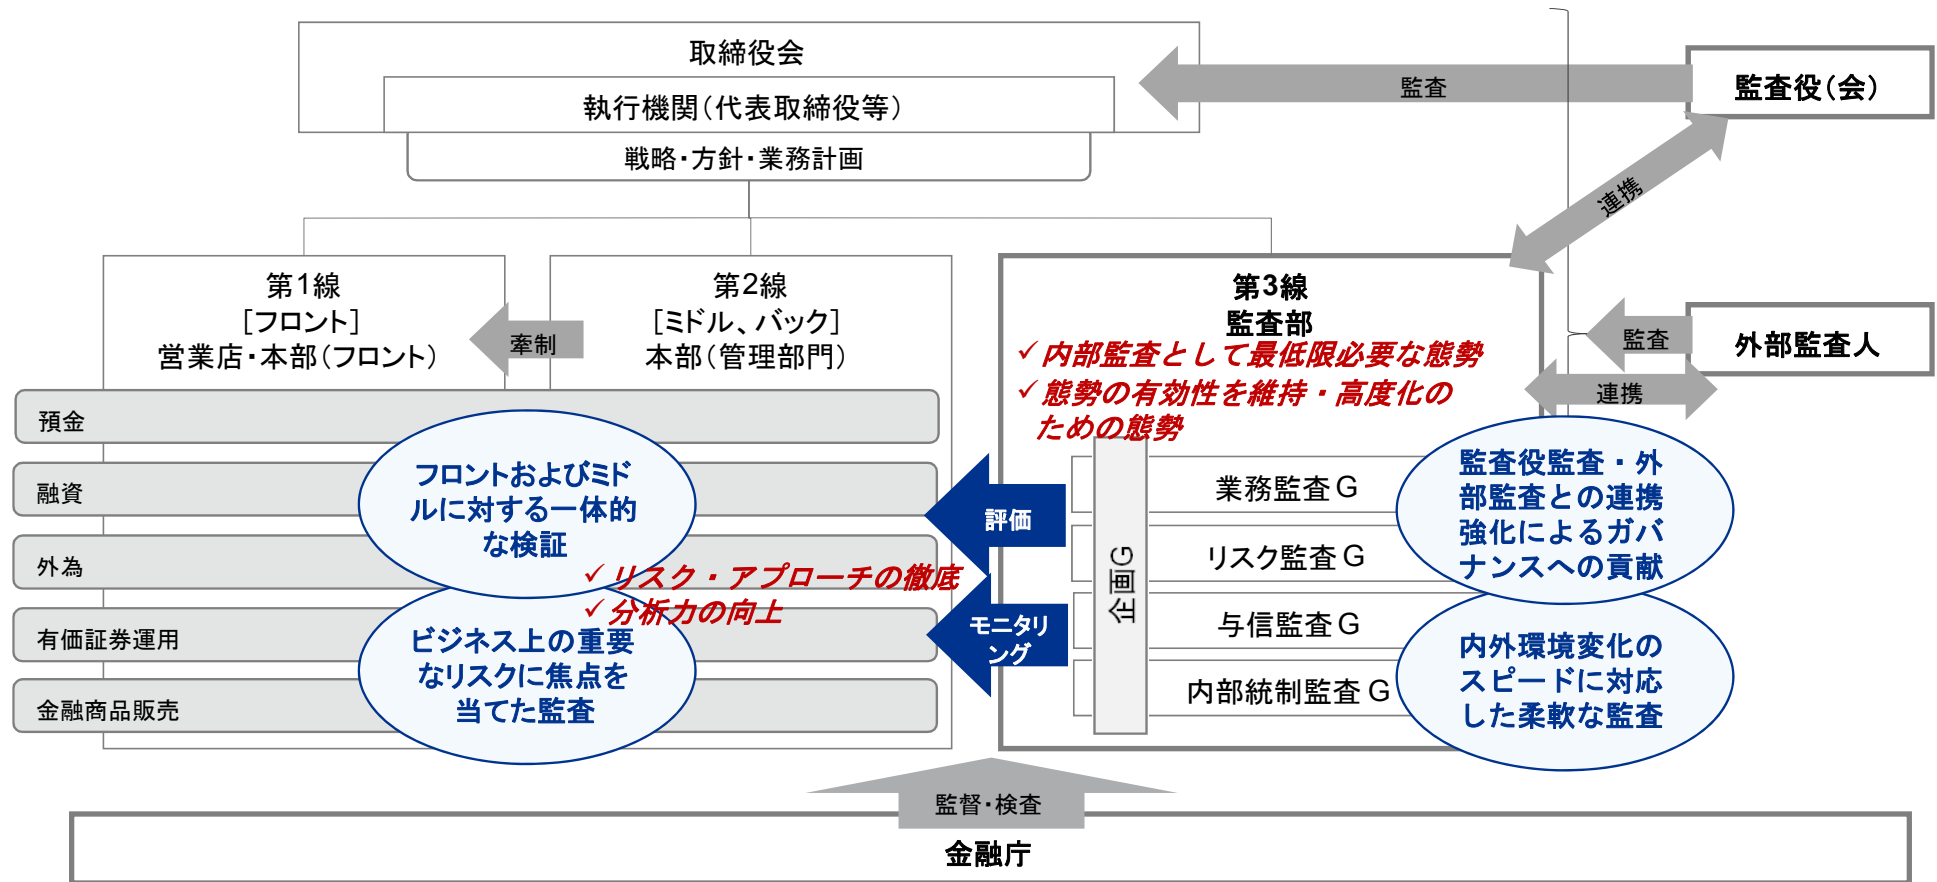 取締役会
執行機関（代表取締役等）
戦略・方針・業務計画
監査
監査役（会）
連携
第1線
［フロント］
営業店・本部（フロント）
牽制
第2線
［ミドル、バック］
本部（管理部門）
第3線
監査部
✓内部監査として最低限必要な態勢
✓態勢の有効性を維持・高度化の
ための態勢
監査
外部監査人
連携
預金
融資
外為
有価証券運用
金融商品販売
フロントおよびミド
ルに対する一体的
な検証
✓リスク・アプローチの徹底
✓分析力の向上
ビジネス上の重要
なリスクに焦点を
当てた監査
評価
モニタリ
ング
企画G
業務監査G
リスク監査G
与信監査G
内部統制監査G
監査役監査・外
部監査との連携
強化によるガバ
ナンスへの貢献
内外環境変化の
スピードに対応
した柔軟な監査
監督・検査
金融庁